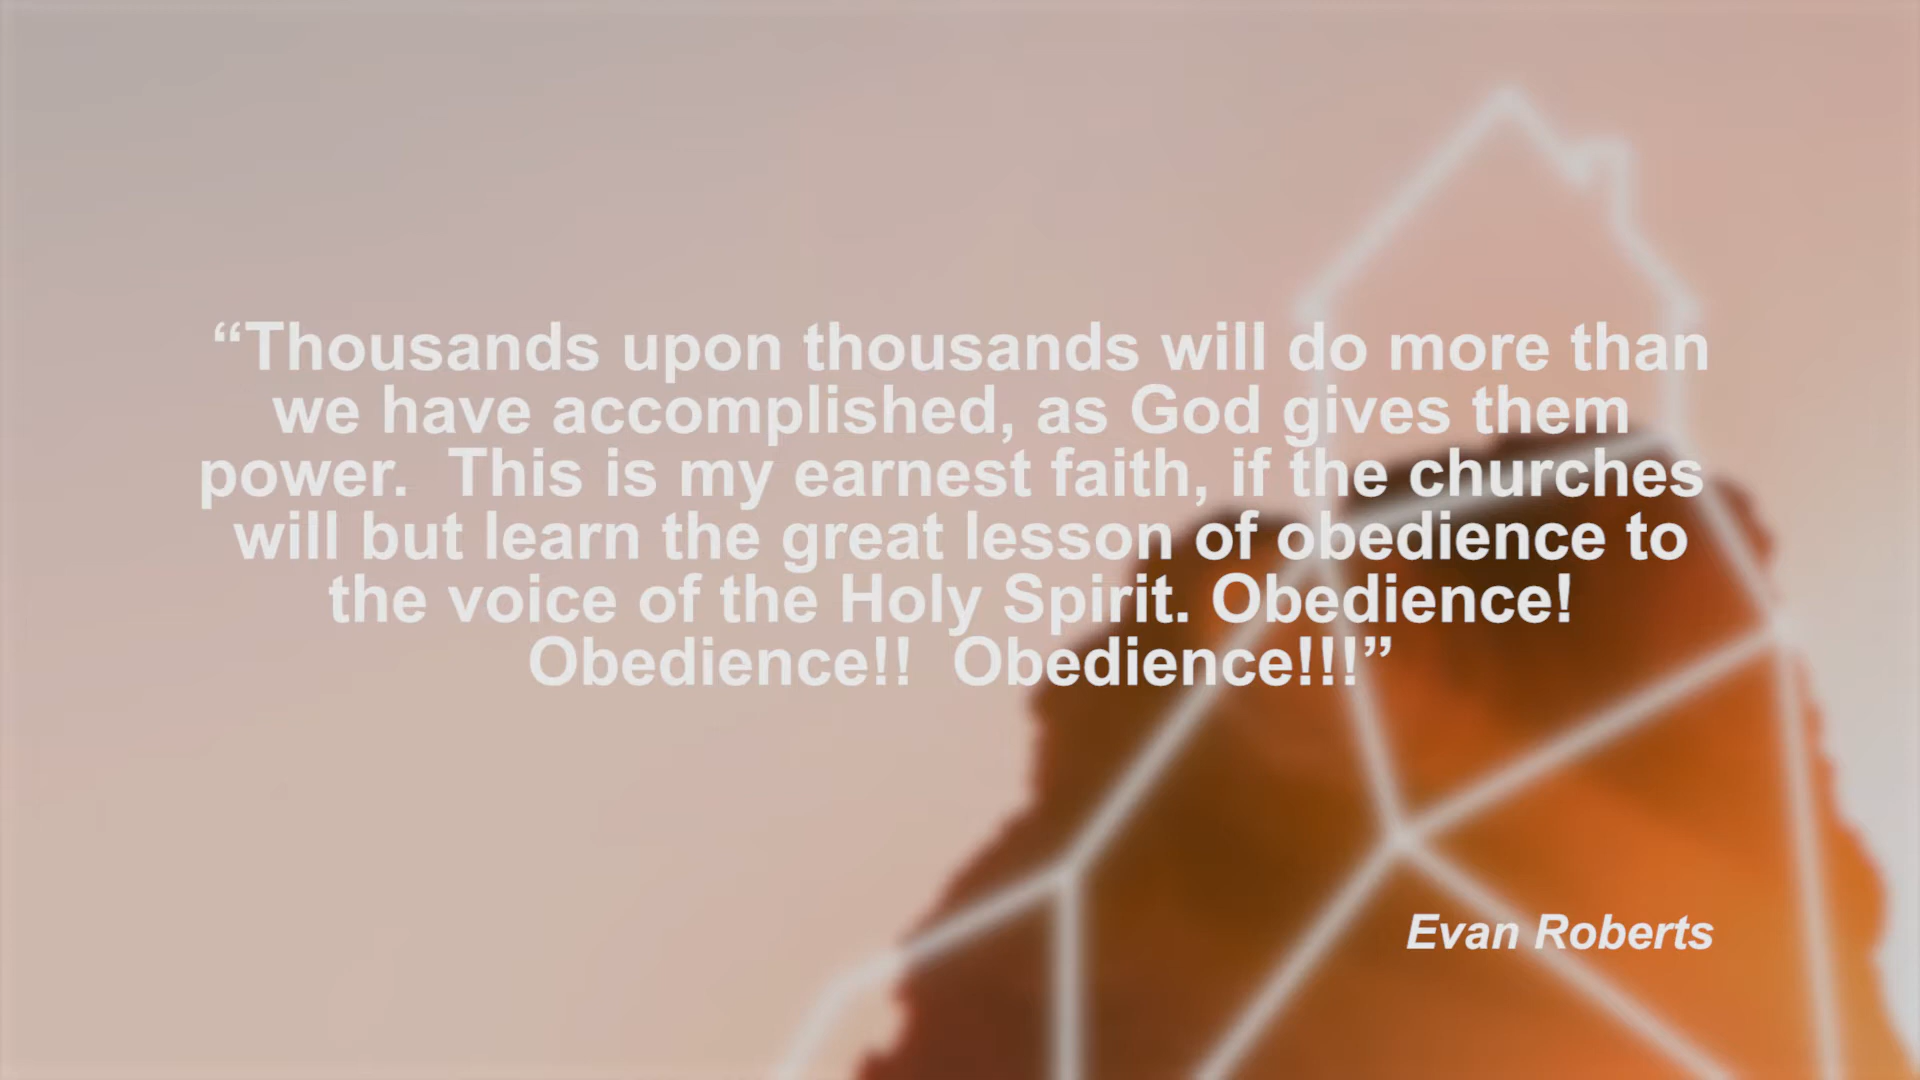 “Thousands upon thousands will do more than
we have accomplished, as God gives them
power.  This is my earnest faith, if the churches
will but learn the great lesson of obedience to
the voice of the Holy Spirit. Obedience!
Obedience!!  Obedience!!!”
Evan Roberts